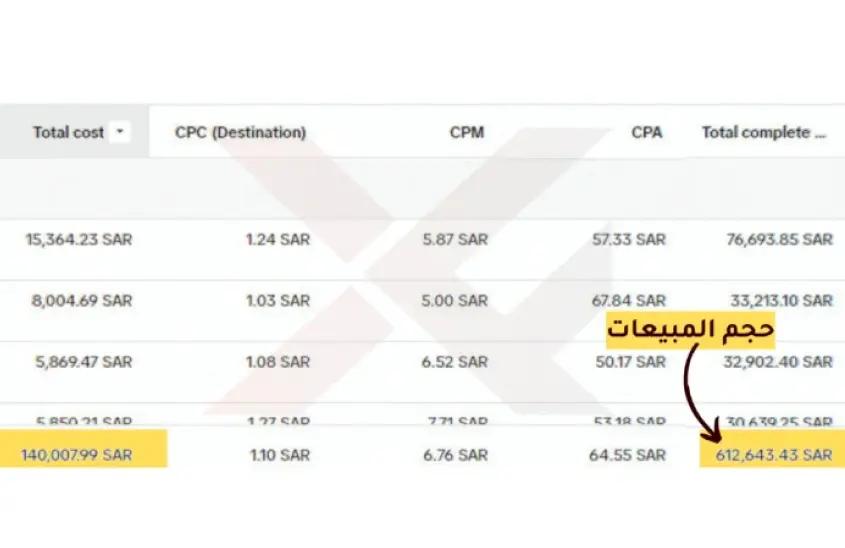 Total cost CPC (Destination) CPM CPA Total complete ...
15,364.23 SAR 1.24 SAR 5.87 SAR 57.33 SAR 76,693.85 SAR
8,004.69 SAR 1.03 SAR 5.00 SAR 67.84 SAR 33,213.10 SAR
حجم المبيعات
5,869.47 SAR 1.08 SAR 6.52 SAR 50.17 SAR 32,902.40 SAR
5,850.21 SAR 1.27 SAR 7.71 SAR 53.18 SAR 30,639.25 SAR
140,007.99 SAR 1.10 SAR 6.76 SAR 64.55 SAR 612,643.43 SAR